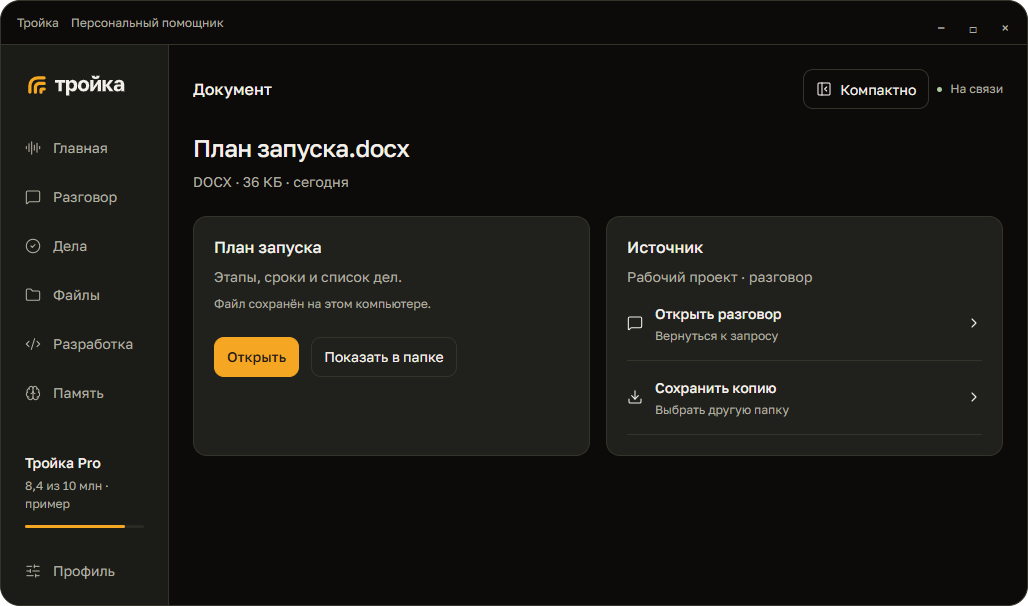 Тройка Персональный помощник
тройка
Главная
Разговор
Дела
Файлы
Разработка
Память
Тройка Pro
8,4 из 10 млн ·
пример
Профиль
Документ
Компактно
На связи
План запуска.docx
DOCX · 36 КБ · сегодня
План запуска
Этапы, сроки и список дел.
Файл сохранён на этом компьютере.
Открыть
Показать в папке
Источник
Рабочий проект · разговор
Открыть разговор
Вернуться к запросу
Сохранить копию
Выбрать другую папку